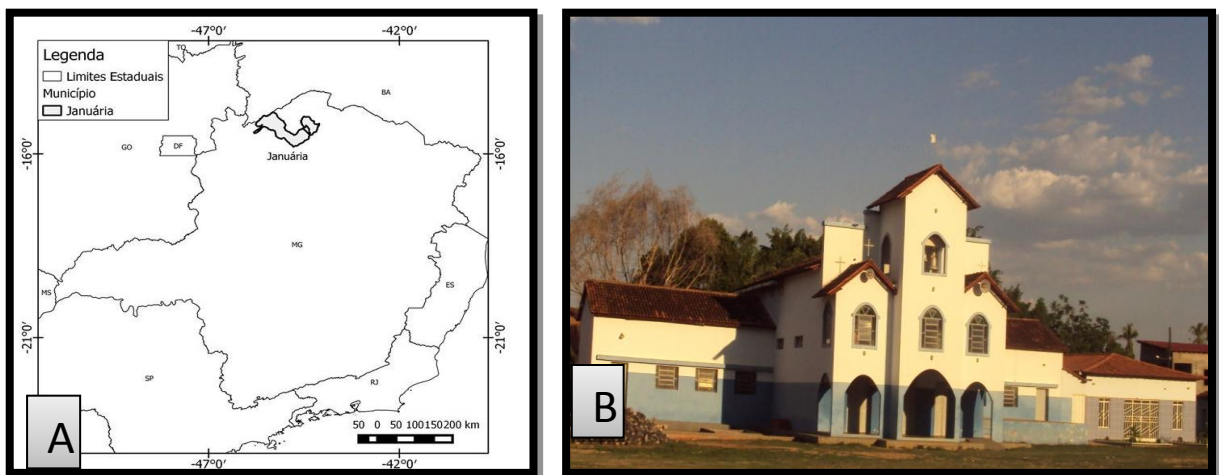 -47°0′ -42°0′
Legenda
Limites Estaduais
Município
Januária
TO
BA
GO
DF
-16°0′
-16°0′
Januária
MG
MS
ES
-21°0′
-21°0′
SP
RJ
50 0 50 100150200 km
-47°0′ -42°0′
A
B